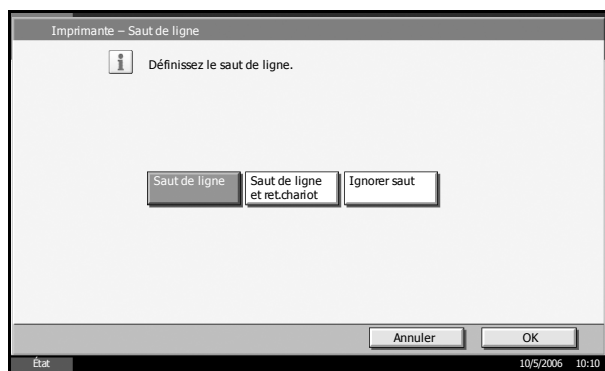 Imprimante – Saut de ligne
Définissez le saut de ligne.
Saut de ligne
Saut de ligne
et ret.chariot
Ignorer saut
Annuler
OK
État
10/5/2006 10:10